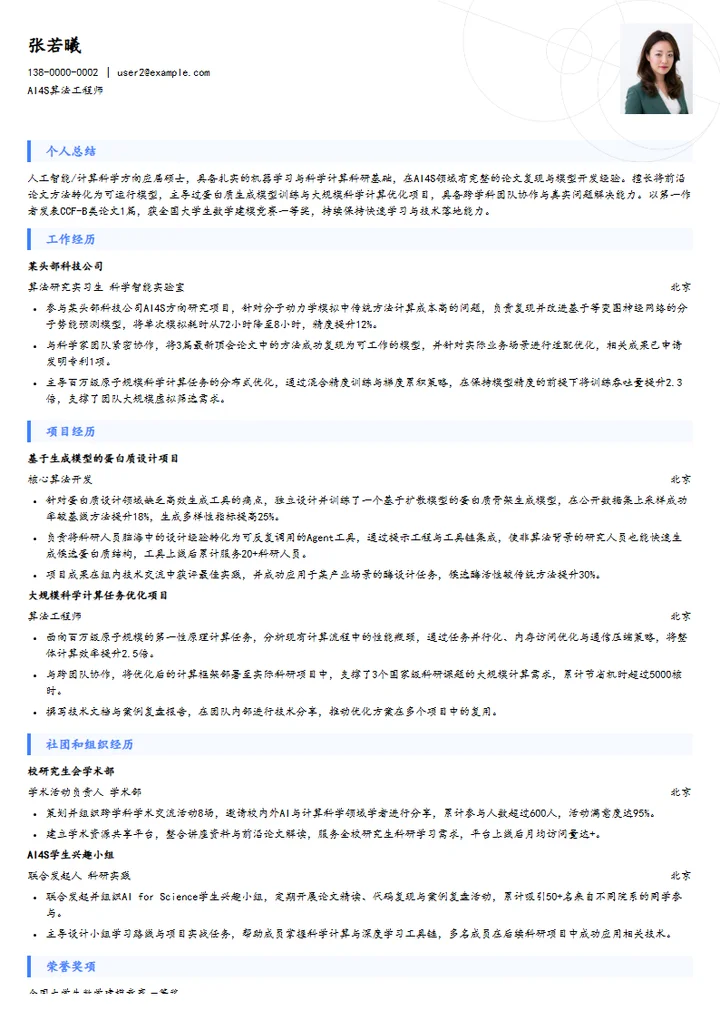 张若曦
138-0000-0002 | user2@example.com
AI4S算法工程师
个人总结
人工智能/计算科学方向应届硕士，具备扎实的机器学习与科学计算科研基础，在AI4S领域有完整的论文复现与模型开发经验。擅长将前沿
论文方法转化为可运行模型，主导过蛋白质生成模型训练与大规模科学计算优化项目，具备跨学科团队协作与真实问题解决能力。以第一作
者发表CCF-B类论文1篇，获全国大学生数学建模竞赛一等奖，持续保持快速学习与技术落地能力。
工作经历
某头部科技公司
算法研究实习生 科学智能实验室 北京
• 参与某头部科技公司AI4S方向研究项目，针对分子动力学模拟中传统方法计算成本高的问题，负责复现并改进基于等变图神经网络的分
子势能预测模型，将单次模拟耗时从72小时降至8小时，精度提升12%。
• 与科学家团队紧密协作，将3篇最新顶会论文中的方法成功复现为可工作的模型，并针对实际业务场景进行适配优化，相关成果已申请
发明专利1项。
• 主导百万级原子规模科学计算任务的分布式优化，通过混合精度训练与梯度累积策略，在保持模型精度的前提下将训练吞吐量提升2.3
倍，支撑了团队大规模虚拟筛选需求。
项目经历
基于生成模型的蛋白质设计项目
核心算法开发 北京
• 针对蛋白质设计领域缺乏高效生成工具的痛点，独立设计并训练了一个基于扩散模型的蛋白质骨架生成模型，在公开数据集上采样成功
率较基线方法提升18%，生成多样性指标提高25%。
• 负责将科研人员脑海中的设计经验转化为可反复调用的Agent工具，通过提示工程与工具链集成，使非算法背景的研究人员也能快速生
成候选蛋白质结构，工具上线后累计服务20+科研人员。
• 项目成果在组内技术交流中获评最佳实践，并成功应用于某产业场景的酶设计任务，候选酶活性较传统方法提升30%。
大规模科学计算任务优化项目
算法工程师 北京
• 面向百万级原子规模的第一性原理计算任务，分析现有计算流程中的性能瓶颈，通过任务并行化、内存访问优化与通信压缩策略，将整
体计算效率提升2.5倍。
• 与跨团队协作，将优化后的计算框架部署至实际科研项目中，支撑了3个国家级科研课题的大规模计算需求，累计节省机时超过5000核
时。
• 撰写技术文档与案例复盘报告，在团队内部进行技术分享，推动优化方案在多个项目中的复用。
社团和组织经历
校研究生会学术部
学术活动负责人 学术部 北京
• 策划并组织跨学科学术交流活动8场，邀请校内外AI与计算科学领域学者进行分享，累计参与人数超过600人，活动满意度达95%。
• 建立学术资源共享平台，整合讲座资料与前沿论文解读，服务全校研究生科研学习需求，平台上线后月均访问量达+。
AI4S学生兴趣小组
联合发起人 科研实践 北京
• 联合发起并组织AI for Science学生兴趣小组，定期开展论文精读、代码复现与案例复盘活动，累计吸引50+名来自不同院系的同学参
与。
• 主导设计小组学习路线与项目实战任务，帮助成员掌握科学计算与深度学习工具链，多名成员在后续科研项目中成功应用相关技术。
荣誉奖项
全国大学生数学建模竞赛 一等奖